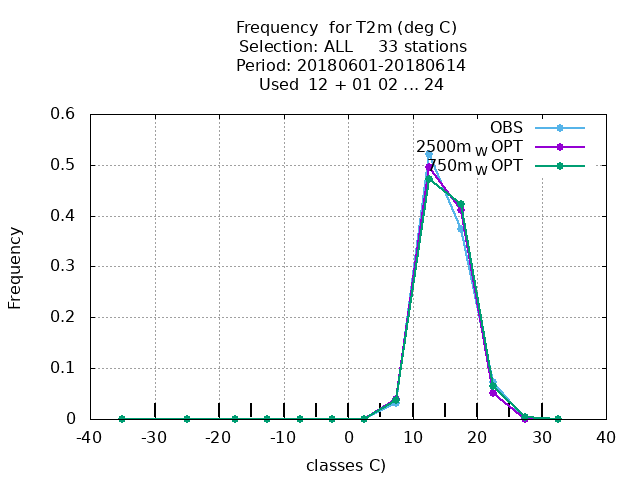 Frequency  for T2m (deg C)
Selection: ALL     33 stations
Period: 20180601-20180614
Used  12 + 01 02 ... 24
OBS
2500m W OPT
750m W OPT
0.6
0.5
0.4
0.3
0.2
0.1
0
Frequency
-40 -30 -20 -10 0 10 20 30 40
classes C)